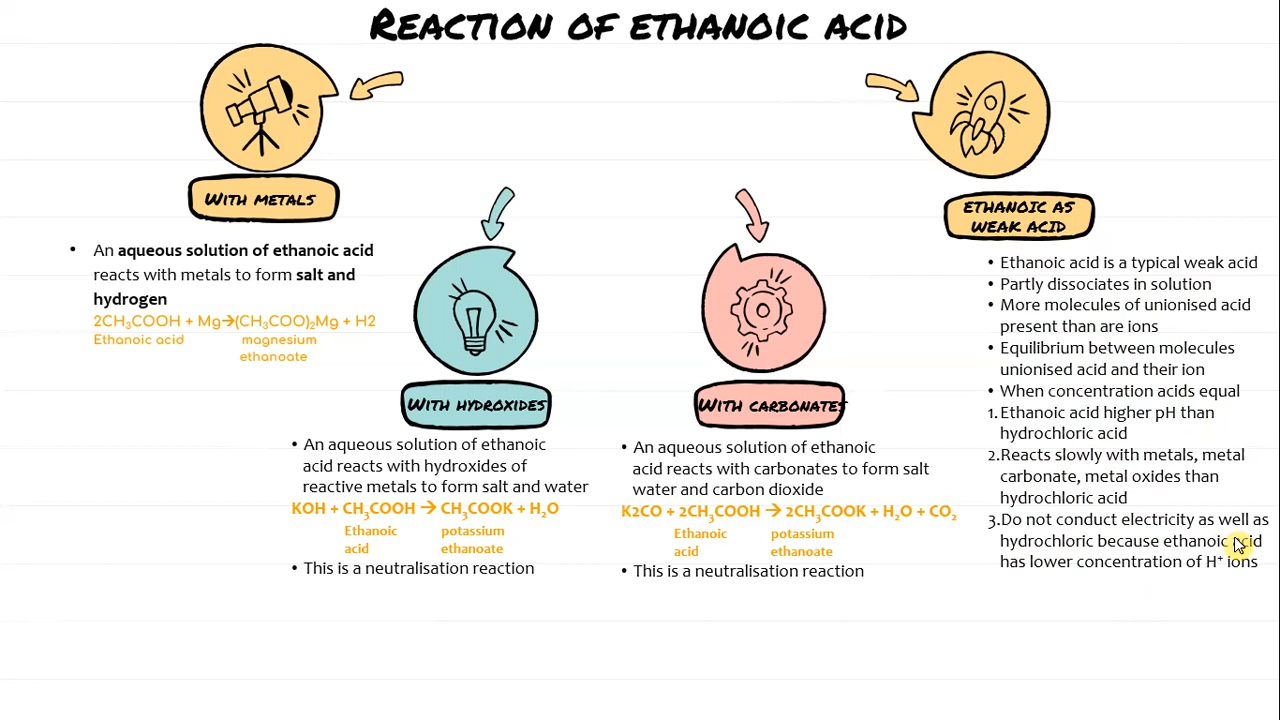 REACTION OF ETHANOIC ACID
WITH METALS
• An aqueous solution of ethanoic acid
reacts with metals to form salt and
hydrogen
2CH₃COOH + Mg→(CH₃COO)₂Mg + H2
Ethanoic acid magnesium
ethanoate
WITH HYDROXIDES
• An aqueous solution of ethanoic
acid reacts with hydroxides of
reactive metals to form salt and water
KOH + CH₃COOH → CH₃COOK + H₂O
Ethanoic potassium
acid ethanoate
• This is a neutralisation reaction
WITH CARBONATES
• An aqueous solution of ethanoic
acid reacts with carbonates to form salt
water and carbon dioxide
K2CO + 2CH₃COOH → 2CH₃COOK + H₂O + CO₂
Ethanoic potassium
acid ethanoate
• This is a neutralisation reaction
ETHANOIC AS
WEAK ACID
• Ethanoic acid is a typical weak acid
• Partly dissociates in solution
• More molecules of unionised acid
present than are ions
• Equilibrium between molecules
unionised acid and their ion
• When concentration acids equal
1. Ethanoic acid higher pH than
hydrochloric acid
2. Reacts slowly with metals, metal
carbonate, metal oxides than
hydrochloric acid
3. Do not conduct electricity as well as
hydrochloric because ethanoic acid
has lower concentration of H⁺ ions